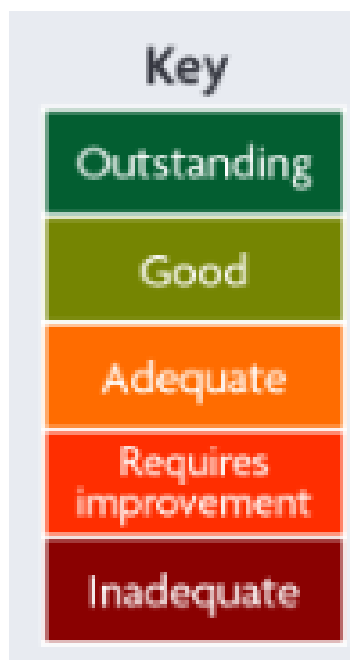 Key
Outstanding
Good
Adequate
Requires
improvement
Inadequate